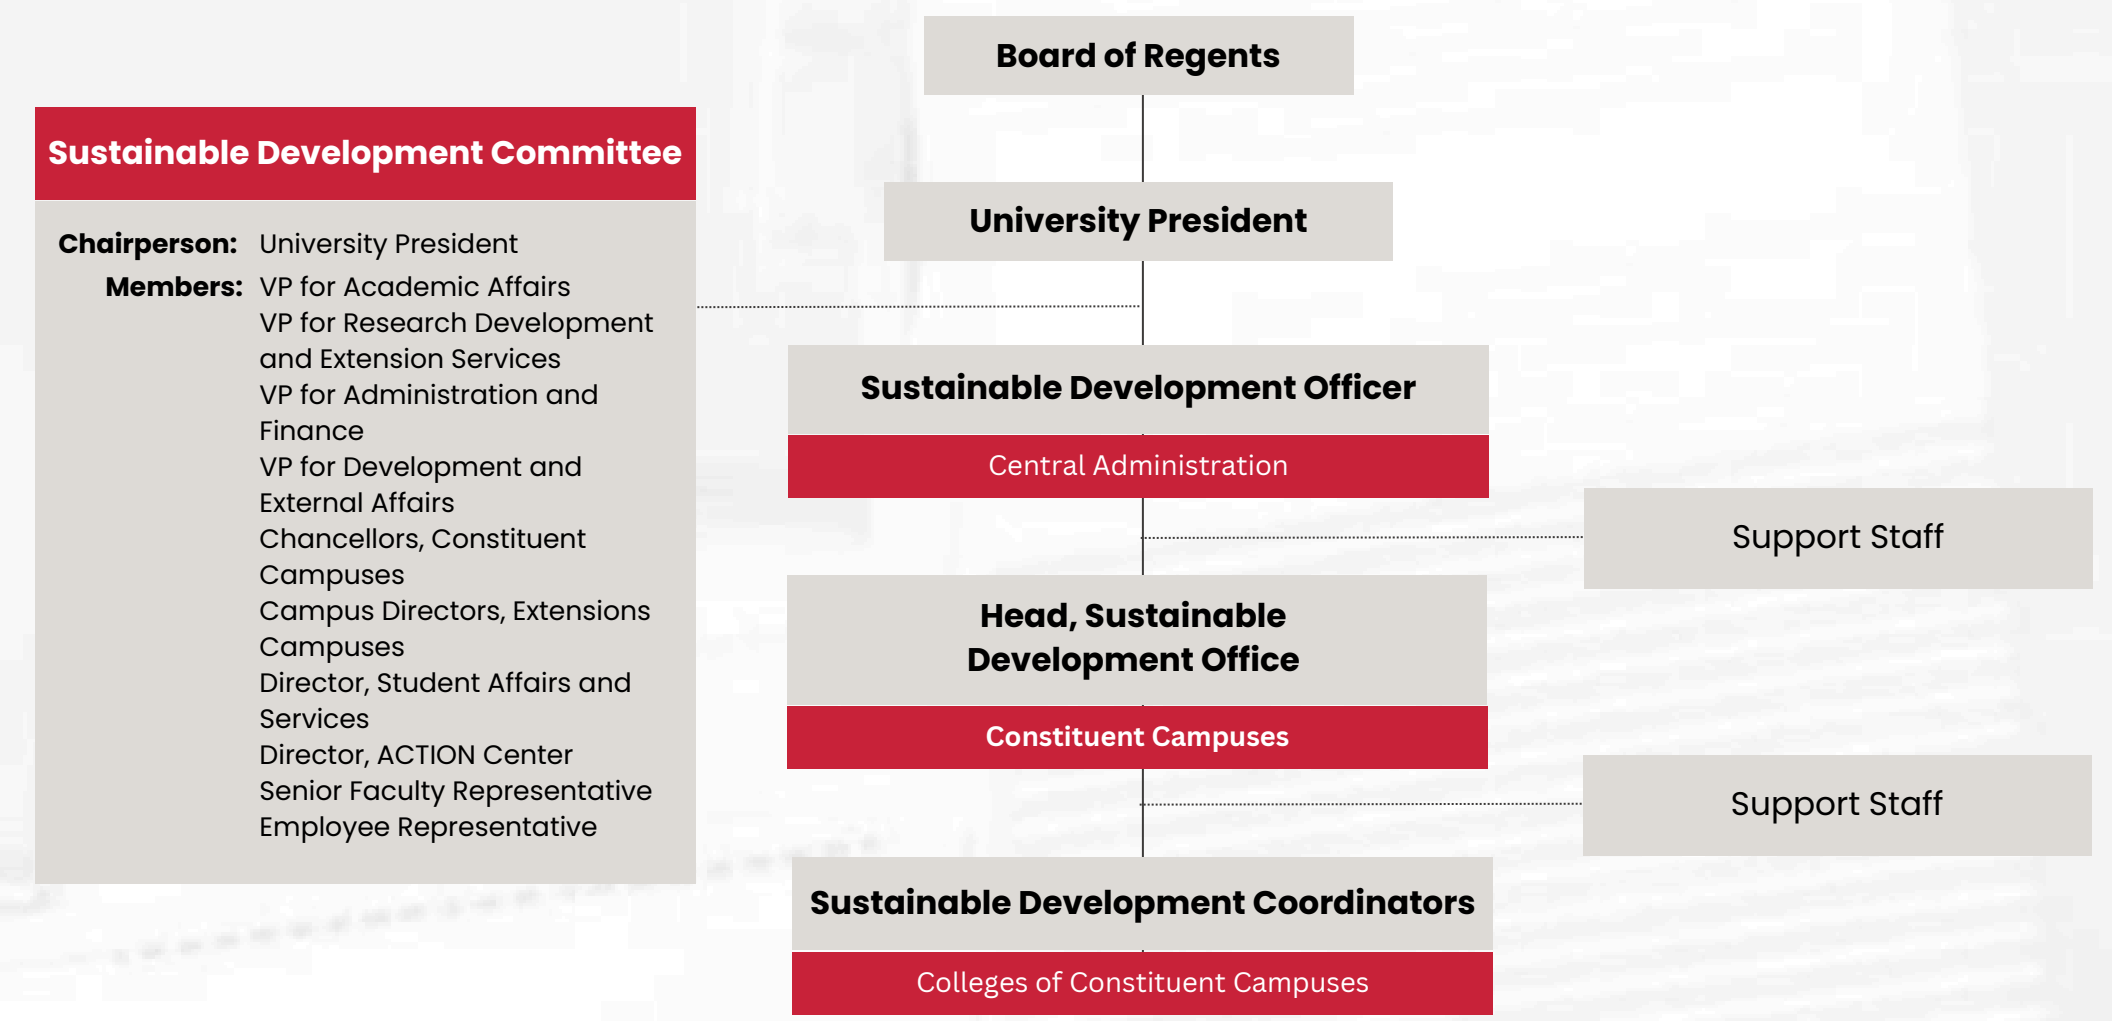 Board of Regents
Sustainable Development Committee
Chairperson: University President
Members: VP for Academic Affairs
VP for Research Development
and Extension Services
VP for Administration and
Finance
VP for Development and
External Affairs
Chancellors, Constituent
Campuses
Campus Directors, Extensions
Campuses
Director, Student Affairs and
Services
Director, ACTION Center
Senior Faculty Representative
Employee Representative
University President
Sustainable Development Officer
Central Administration
Support Staff
Head, Sustainable
Development Office
Constituent Campuses
Support Staff
Sustainable Development Coordinators
Colleges of Constituent Campuses